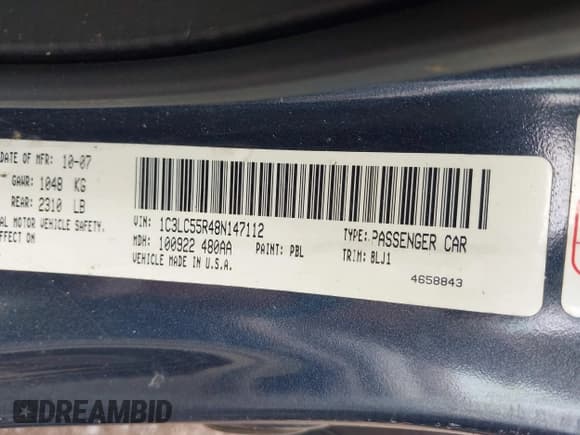 DATE OF MFR: 10-07
GAWR: 1048 KG
REAR: 2310 LB
MOTOR VEHICLE SAFETY.
EFFECT ON
VIN: 1C3LC55R48N147112
MDH: 100922 480AA PAINT: PBL
VEHICLE MADE IN U.S.A.
TYPE: PASSENGER CAR
TRIM: BLJ1
4658843
DREAMBID